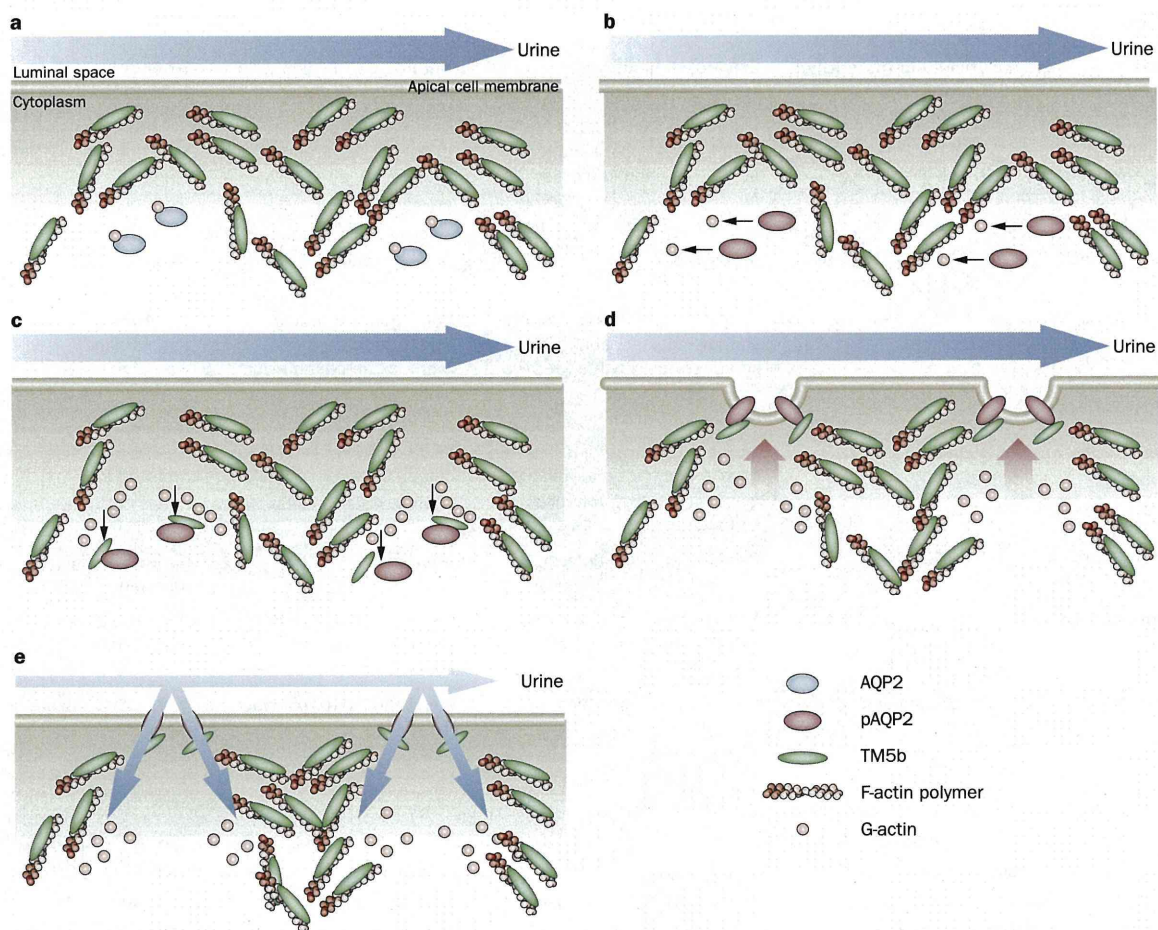 a
Urine
Luminal space
Apical cell membrane
Cytoplasm
b
Urine
c
Urine
d
Urine
e
Urine
AQP2
pAQP2
TM5b
F-actin polymer
G-actin